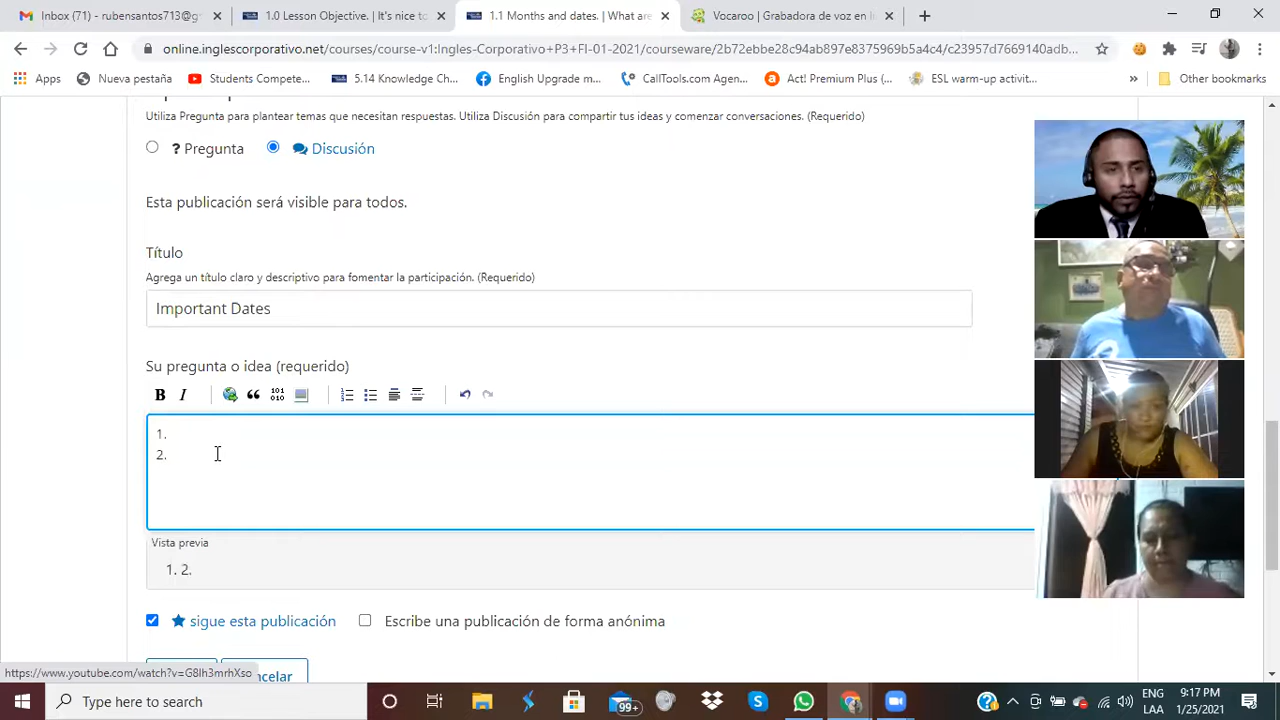 Inbox (71) - rubensantos713@g
1.0 Lesson Objective. | It's nice to
1.1 Months and dates. | What are
Vocaroo | Grabadora de voz en lí
online.inglescorporativo.net/courses/course-v1:Ingles-Corporativo+P3+FI-01-2021/courseware/2b72ebbe28c94ab897e8375969b5a4c4/c23957d7669140adb...
Apps
Nueva pestaña
Students Compete...
5.14 Knowledge Ch...
English Upgrade m...
CallTools.com Agen...
Act! Premium Plus (...
ESL warm-up activit...
»
Other bookmarks
Utiliza Pregunta para plantear temas que necesitan respuestas. Utiliza Discusión para compartir tus ideas y comenzar conversaciones. (Requerido)
? Pregunta
Discusión
Esta publicación será visible para todos.
Título
Agrega un título claro y descriptivo para fomentar la participación. (Requerido)
Important Dates
Su pregunta o idea (requerido)
B I
1.
2.
Vista previa
1. 2.
sigue esta publicación
Escribe una publicación de forma anónima
https://www.youtube.com/watch?v=G8lh3mrhXso
Type here to search
99+
ENG
LAA
9:17 PM
1/25/2021